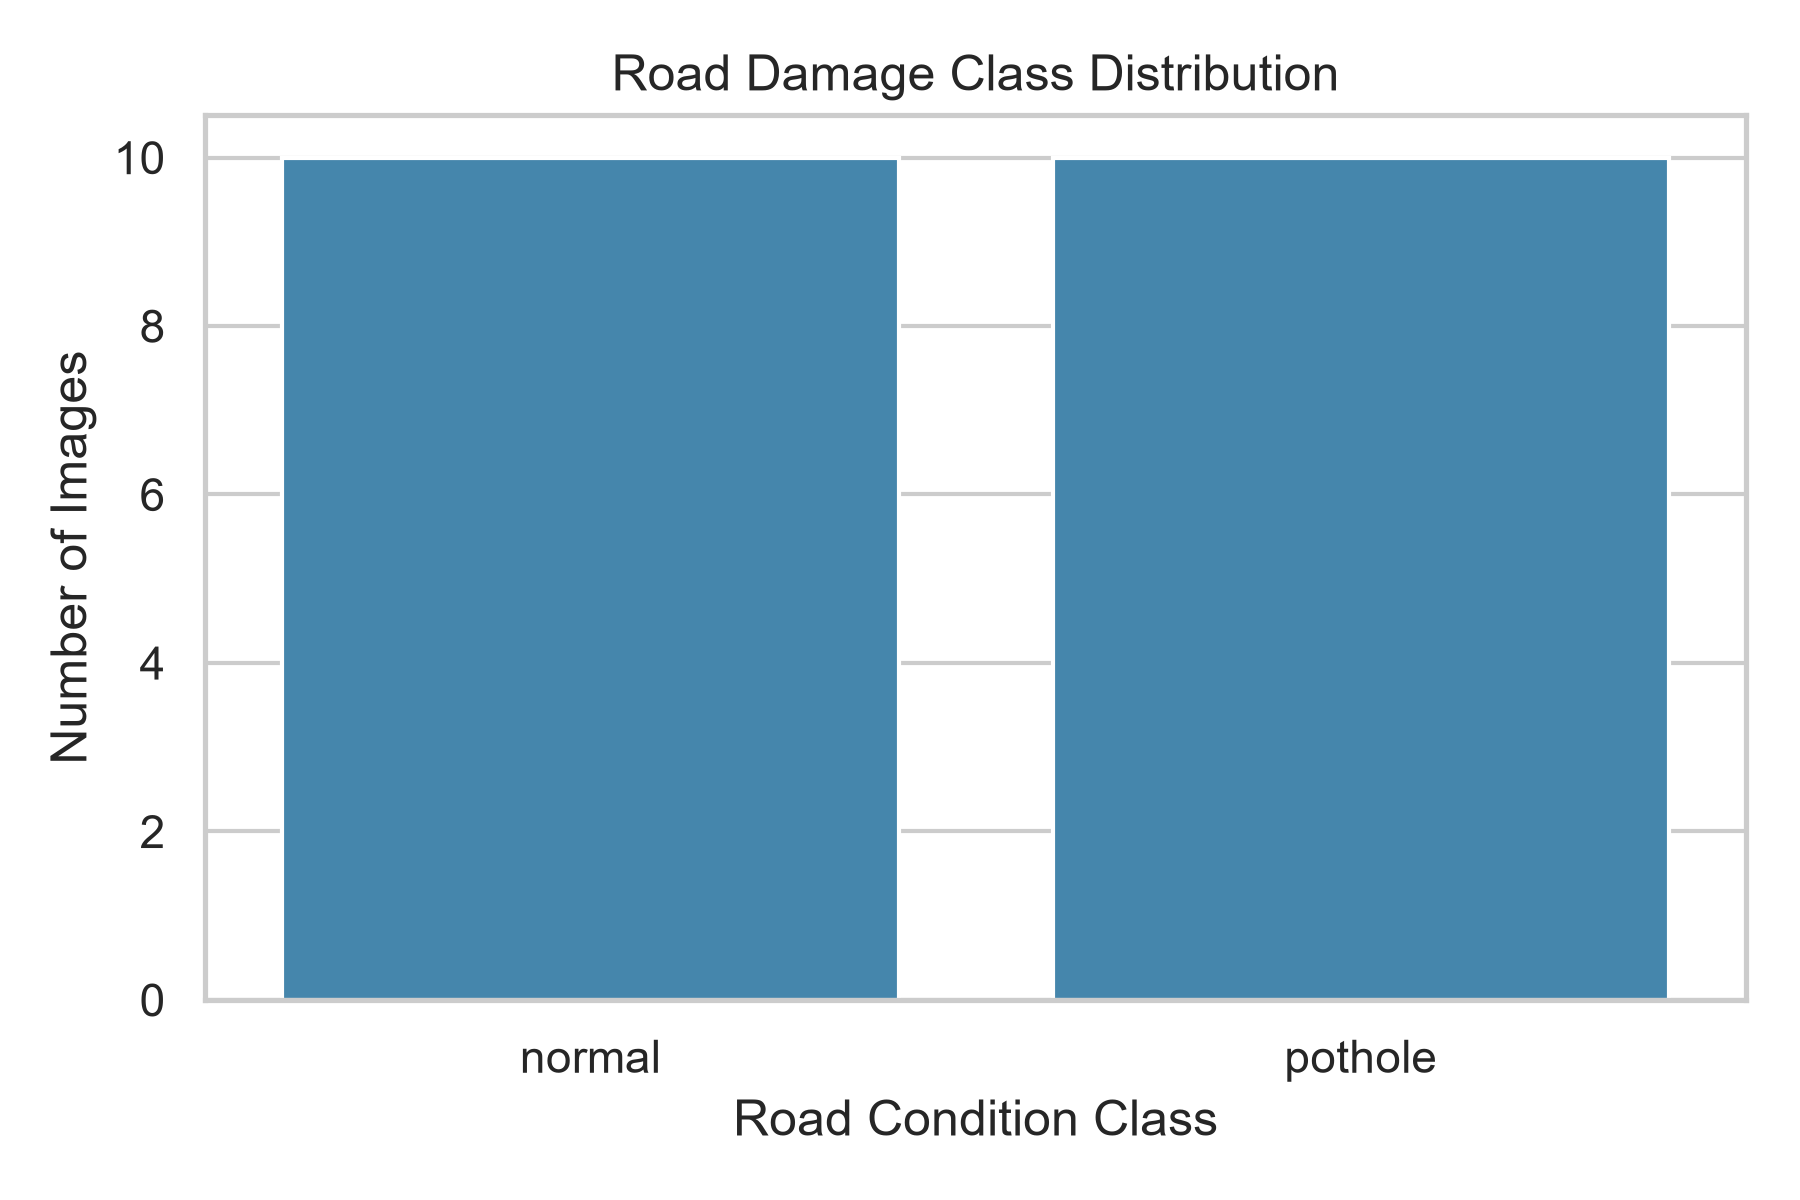 Road Damage Class Distribution
10
8
6
4
2
0
Number of Images
normal pothole
Road Condition Class